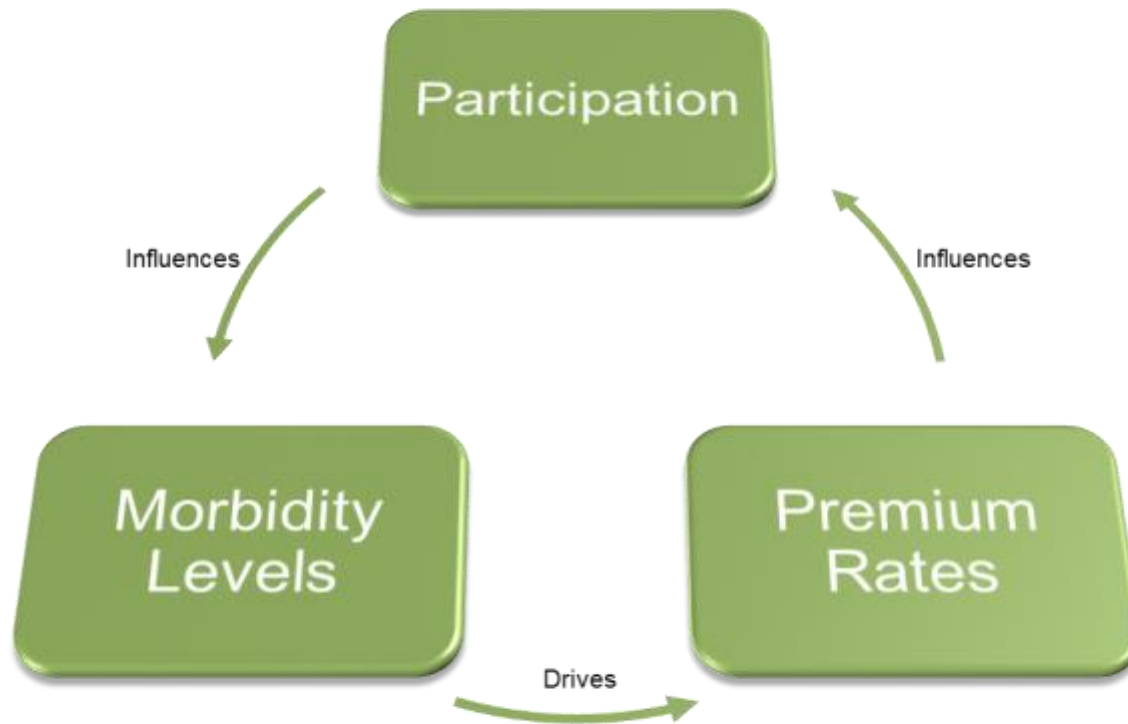 Participation
Influences
Influences
Morbidity
Levels
Premium
Rates
Drives